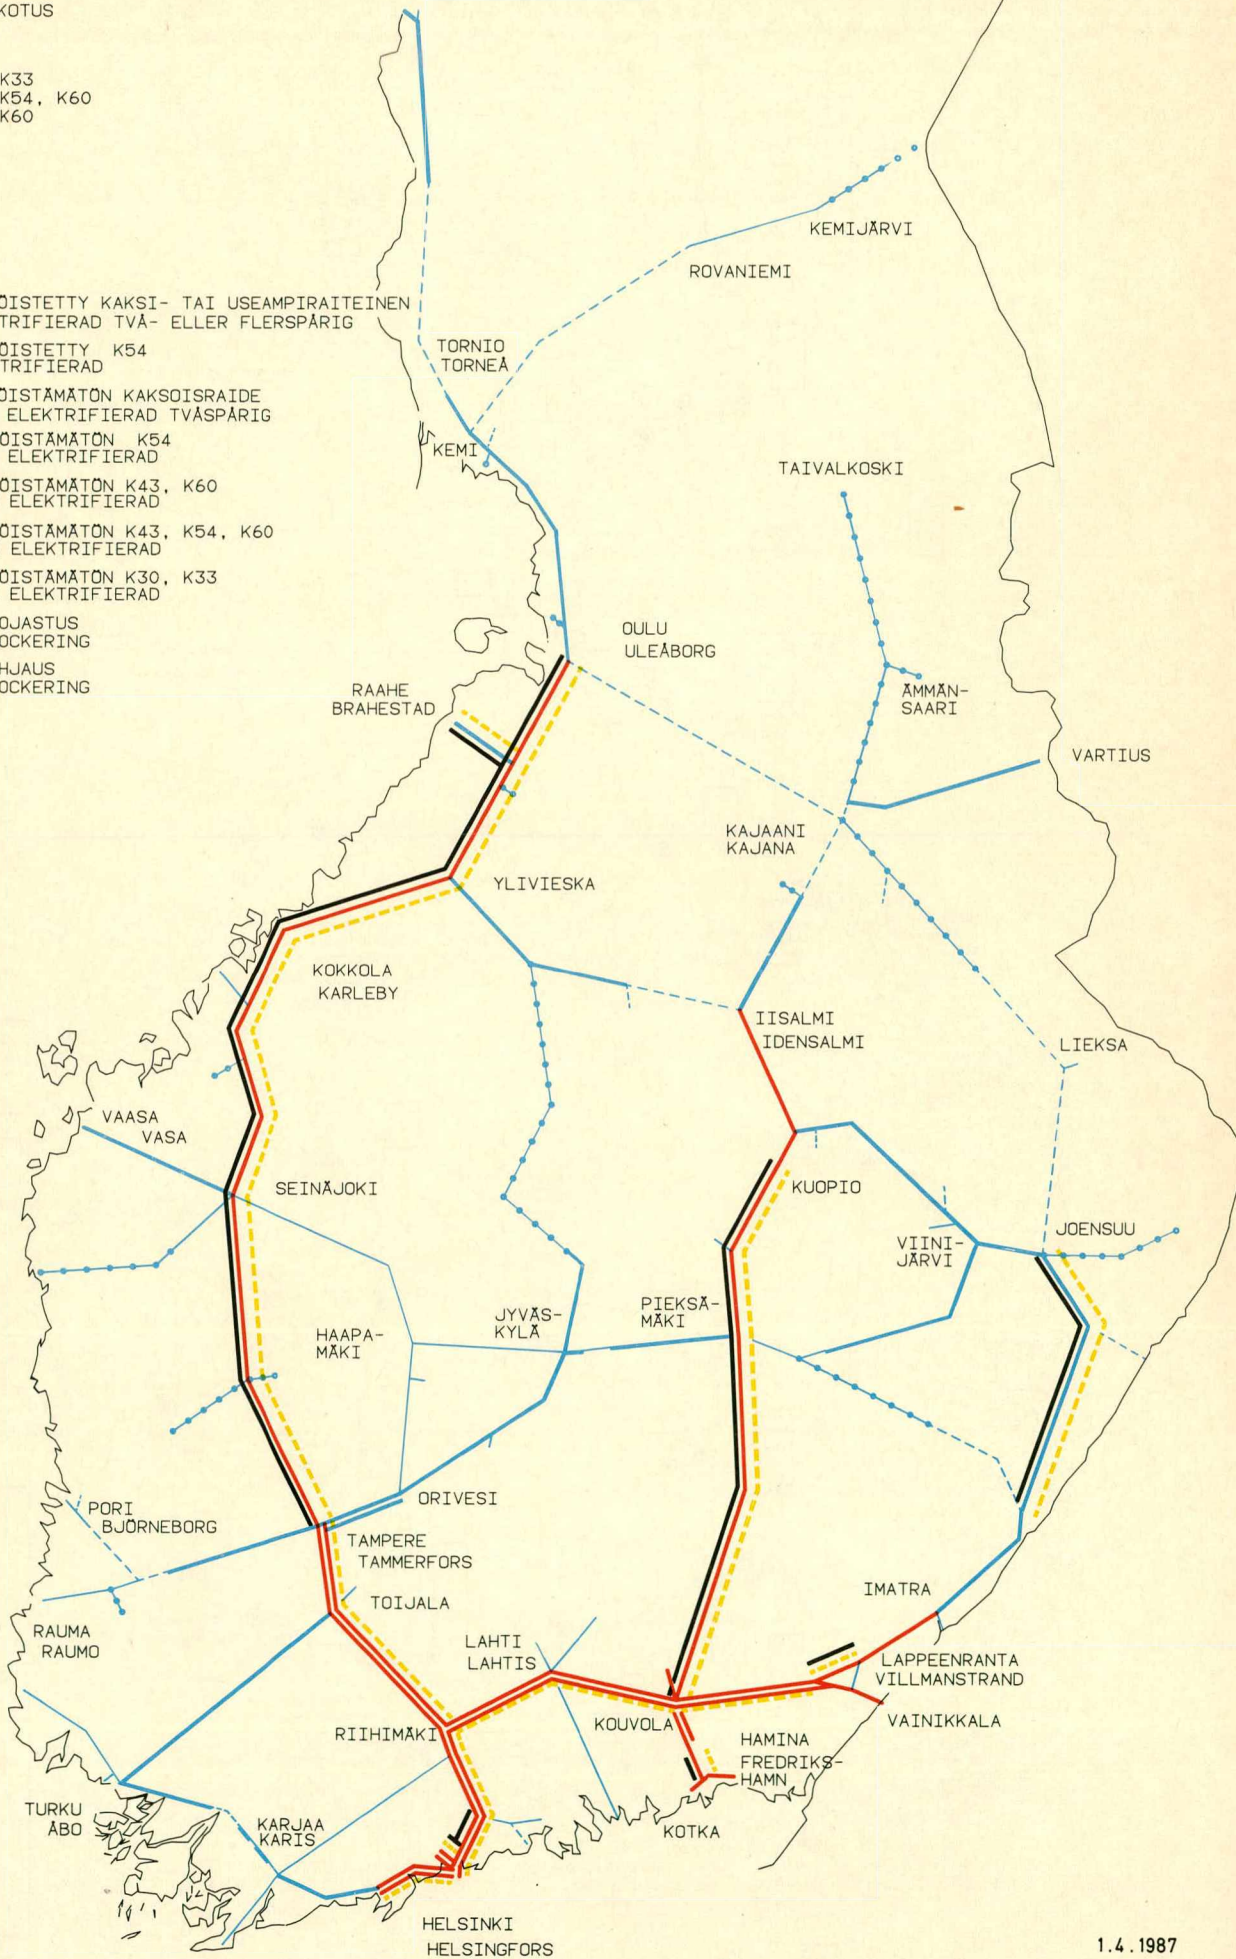 KOTUS
K33
K54, K60
K60
ÖISTETTY KAKSI- TAI USEAMPIRAITEINEN
TRIFIERAD TVÅ- ELLER FLERSPÅRIG
ÖISTETTY K54
TRIFIERAD
ÖISTÄMÄTÖN KAKSOISRAIDE
ELEKTRIFIERAD TVÅSPÅRIG
ÖISTÄMÄTÖN K54
ELEKTRIFIERAD
ÖISTÄMÄTÖN K43, K60
ELEKTRIFIERAD
ÖISTÄMÄTÖN K43, K54, K60
ELEKTRIFIERAD
ÖISTÄMÄTÖN K30, K33
ELEKTRIFIERAD
OJASTUS
OCKERING
HJAUS
OCKERING
KEMIJÄRVI
ROVANIEMI
TORNIO
TORNEÅ
KEMI
TAIVALKOSKI
OULU
ULEÅBORG
RAAHE
BRAHESTAD
ÄMMÄN-
SAARI
VARTIUS
KAJAANI
KAJANA
YLIVIESKA
KOKKOLA
KARLEBY
IISALMI
IDENSALMI
LIEKSA
VAASA
VASA
SEINÄJOKI
KUOPIO
VIINI-
JÄRVI
JOENSUU
HAAPA-
MÄKI
JYVÄS-
KYLÄ
PIEKSÄ-
MÄKI
ORIVESI
PORI
BJÖRNEBORG
TAMPERE
TAMMERFORS
TOIJALA
IMATRA
RAUMA
RAUMO
LAHTI
LAHTIS
LAPPEENRANTA
VILLMANSTRAND
VAINIKKALA
RIIHIMÄKI
KOUVOLA
HAMINA
FREDRIKS-
HAMN
TURKU
ÅBO
KARJAA
KARIS
KOTKA
HELSINKI
HELSINGFORS
1.4.1987